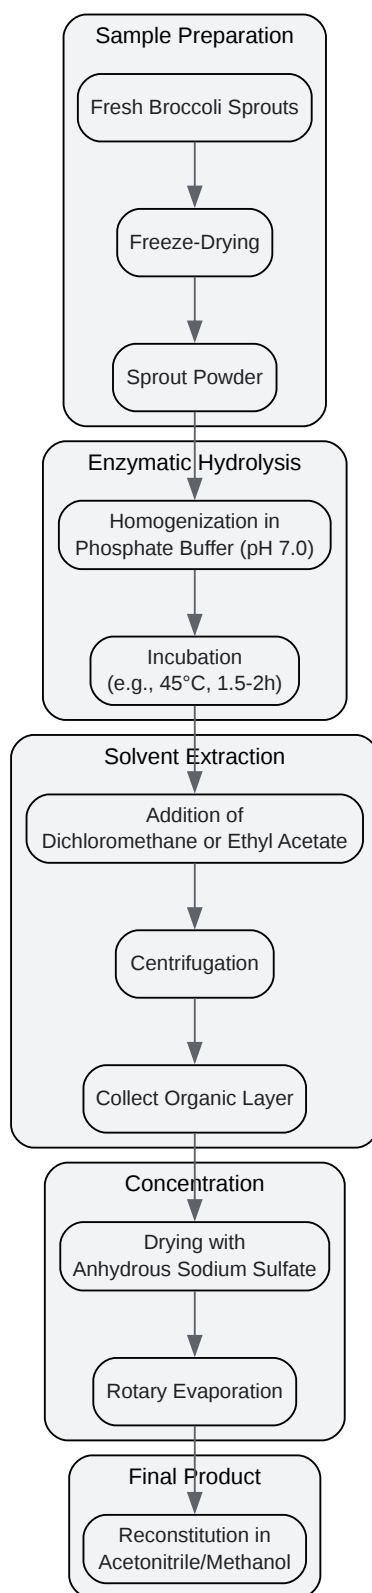 Sample Preparation
Fresh Broccoli Sprouts
Freeze-Drying
Sprout Powder
Enzymatic Hydrolysis
Homogenization in
Phosphate Buffer (pH 7.0)
Incubation
(e.g., 45°C, 1.5-2h)
Solvent Extraction
Addition of
Dichloromethane or Ethyl Acetate
Centrifugation
Collect Organic Layer
Concentration
Drying with
Anhydrous Sodium Sulfate
Rotary Evaporation
Final Product
Reconstitution in
Acetonitrile/Methanol